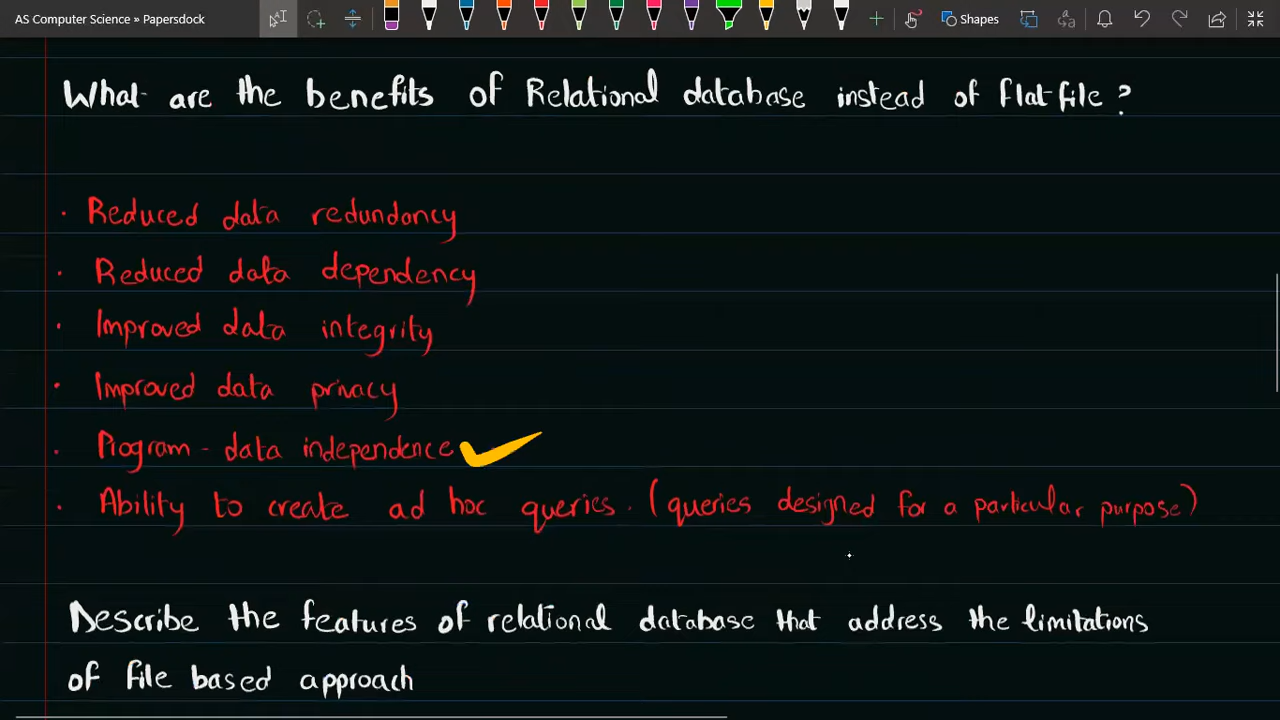 AS Computer Science » Papersdock
Shapes
What are the benefits of Relational database instead of flat file ?
· Reduced data redundancy
· Reduced data dependency
· Improved data integrity
· Improved data privacy
· Program - data independence
· Ability to create ad hoc queries. (queries designed for a particular purpose)
Describe the features of relational database that address the limitations
of file based approach